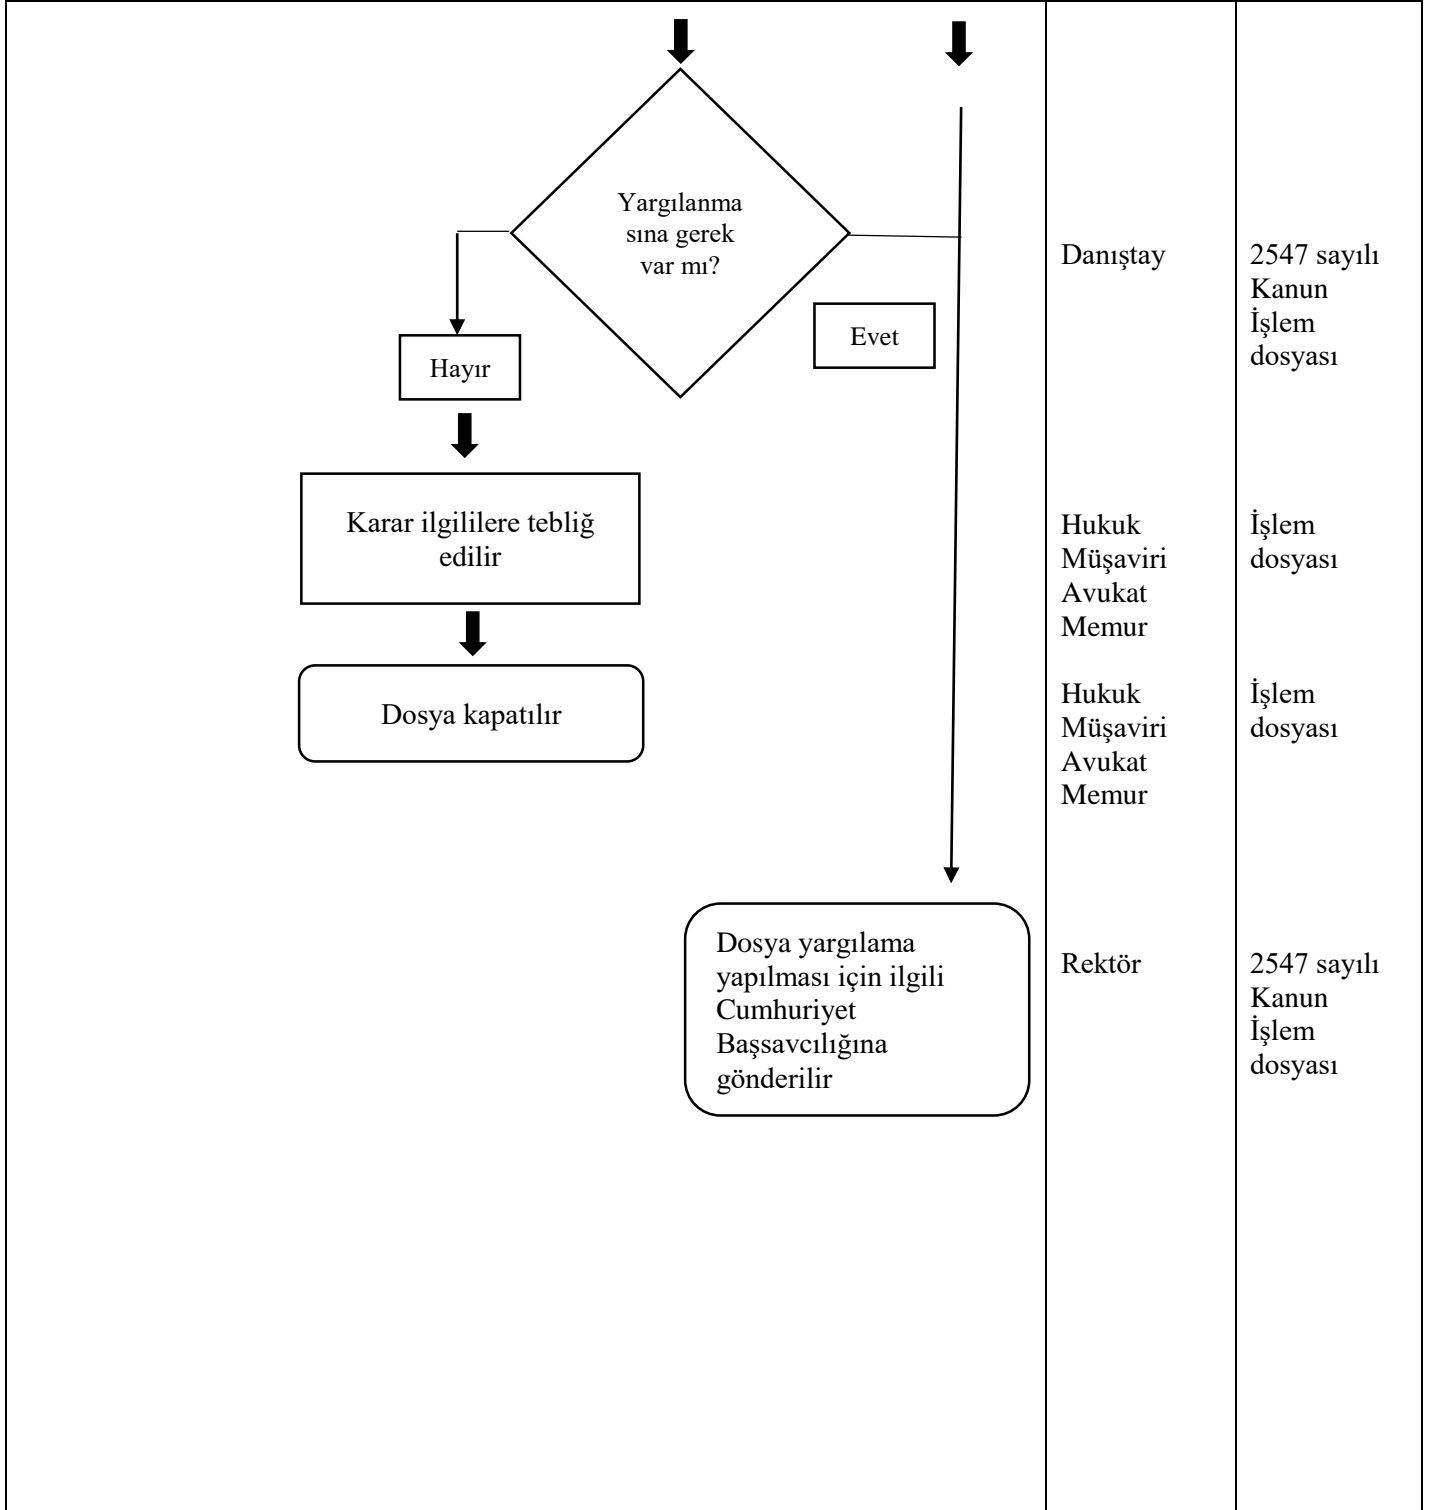 Yargılanma
sına gerek
var mı?
Evet
Hayır
Karar ilgililere tebliğ
edilir
Dosya kapatılır
Dosya yargılama
yapılması için ilgili
Cumhuriyet
Başsavcılığına
gönderilir
Danıştay
Hukuk
Müşaviri
Avukat
Memur
Hukuk
Müşaviri
Avukat
Memur
Rektör
2547 sayılı
Kanun
İşlem
dosyası
İşlem
dosyası
İşlem
dosyası
2547 sayılı
Kanun
İşlem
dosyası